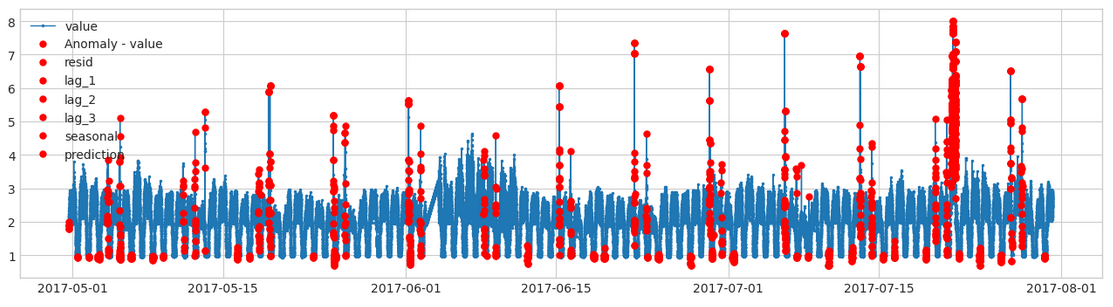 8
7
6
5
4
3
2
1
value
Anomaly - value
resid
lag_1
lag_2
lag_3
seasonal
prediction
2017-05-01 2017-05-15 2017-06-01 2017-06-15 2017-07-01 2017-07-15 2017-08-01